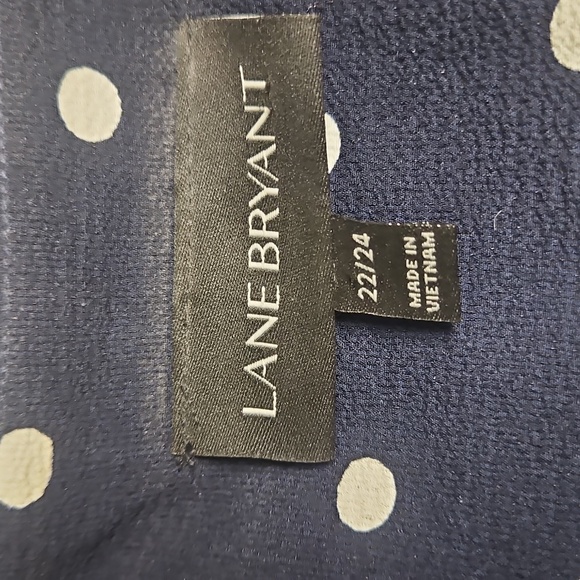 LANE BRYANT
22/24
MADE IN
VIETNAM